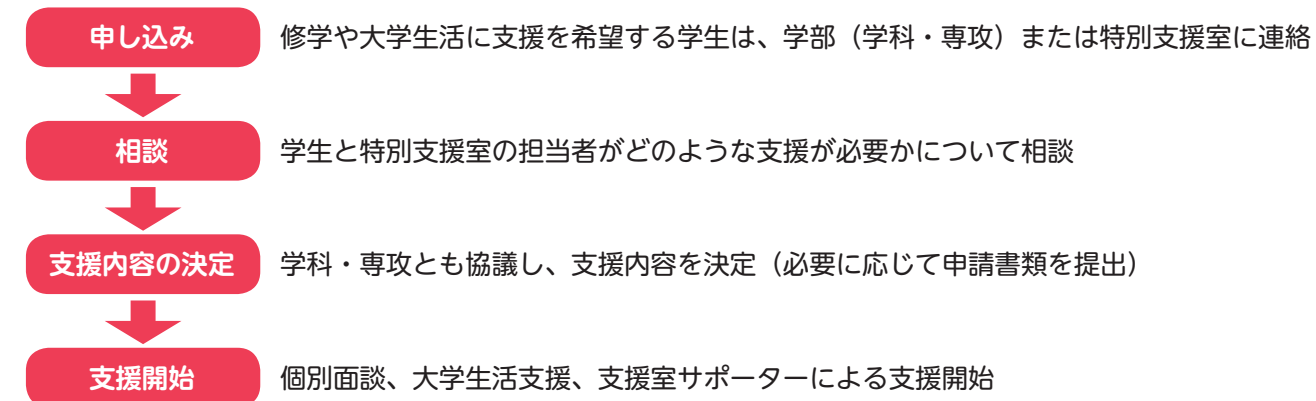 申し込み 修学や大学生活に支援を希望する学生は、学部（学科・専攻）または特別支援室に連絡
相談 学生と特別支援室の担当者がどのような支援が必要かについて相談
支援内容の決定 学科・専攻とも協議し、支援内容を決定（必要に応じて申請書類を提出）
支援開始 個別面談、大学生活支援、支援室サポーターによる支援開始